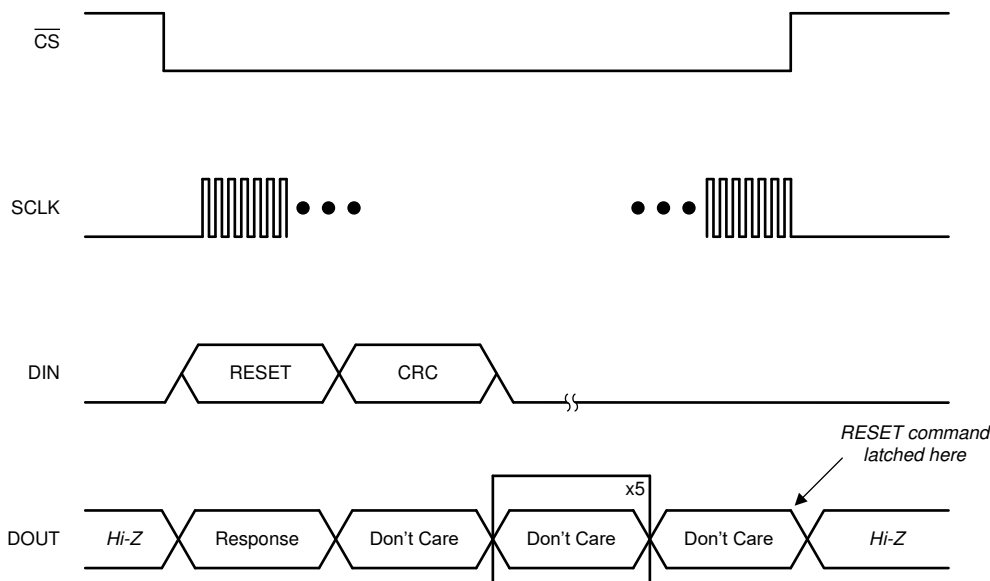 C̅S̅
SCLK
DIN
RESET
CRC
RESET command
latched here
x5
DOUT
Hi-Z
Response
Don't Care
Don't Care
Don't Care
Hi-Z